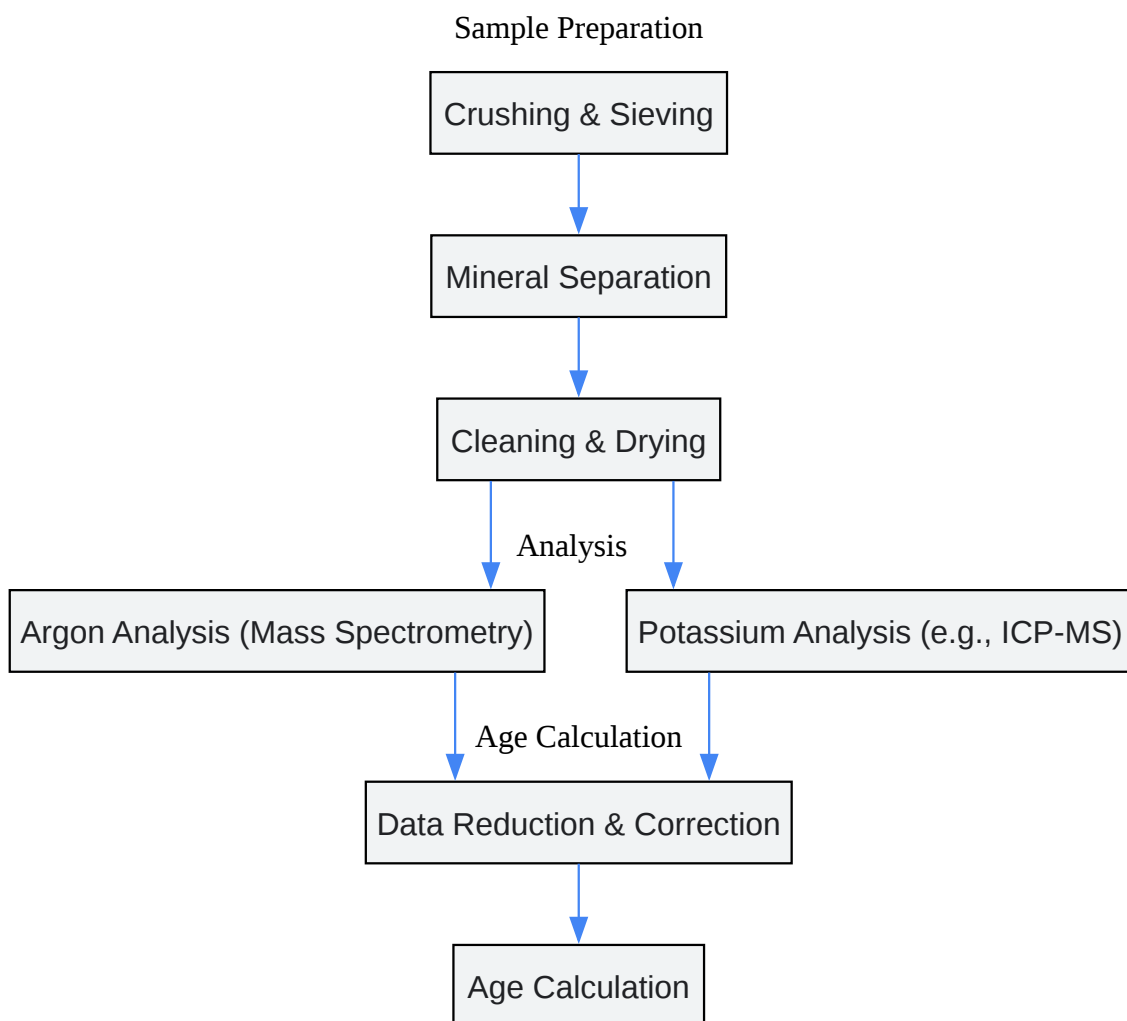 Sample Preparation
Crushing & Sieving
Mineral Separation
Cleaning & Drying
Analysis
Argon Analysis (Mass Spectrometry)
Potassium Analysis (e.g., ICP-MS)
Age Calculation
Data Reduction & Correction
Age Calculation